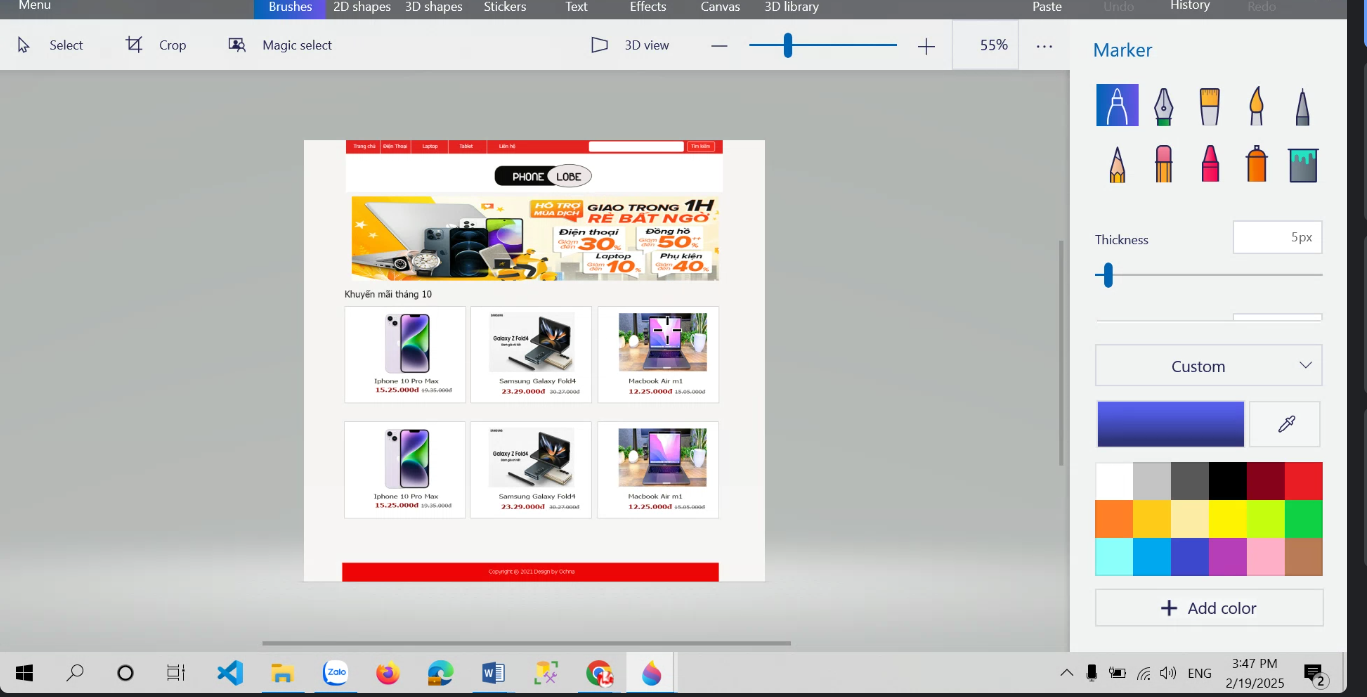 Menu
Brushes 2D shapes 3D shapes Stickers Text Effects Canvas 3D library Paste Undo History Redo
Select Crop Magic select 3D view 55% ...
Marker
Thickness 5px
Custom
Add color
Trang chủ Điện Thoại Laptop Tablet Liên hệ Tìm kiếm
PHONE LOBE
HỖ TRỢ MÙA DỊCH
GIAO TRONG 1H
RẺ BẤT NGỜ
Điện thoại Giảm đến 30%
Đồng hồ Giảm đến 50%++
Laptop Giảm đến 10%
Phụ kiện Giảm đến 40%
Khuyến mãi tháng 10
SAMSUNG
Galaxy Z Fold4
Iphone 10 Pro Max Samsung Galaxy Fold4 Macbook Air m1
15.25.000đ 19.35.000đ 23.29.000đ 30.27.000đ 12.25.000đ 15.05.000đ
SAMSUNG
Galaxy Z Fold4
Iphone 10 Pro Max Samsung Galaxy Fold4 Macbook Air m1
15.25.000đ 19.35.000đ 23.29.000đ 30.27.000đ 12.25.000đ 15.05.000đ
Copyright @ 2021 Design by Ochna
Zalo
W
ENG
3:47 PM
2/19/2025
2